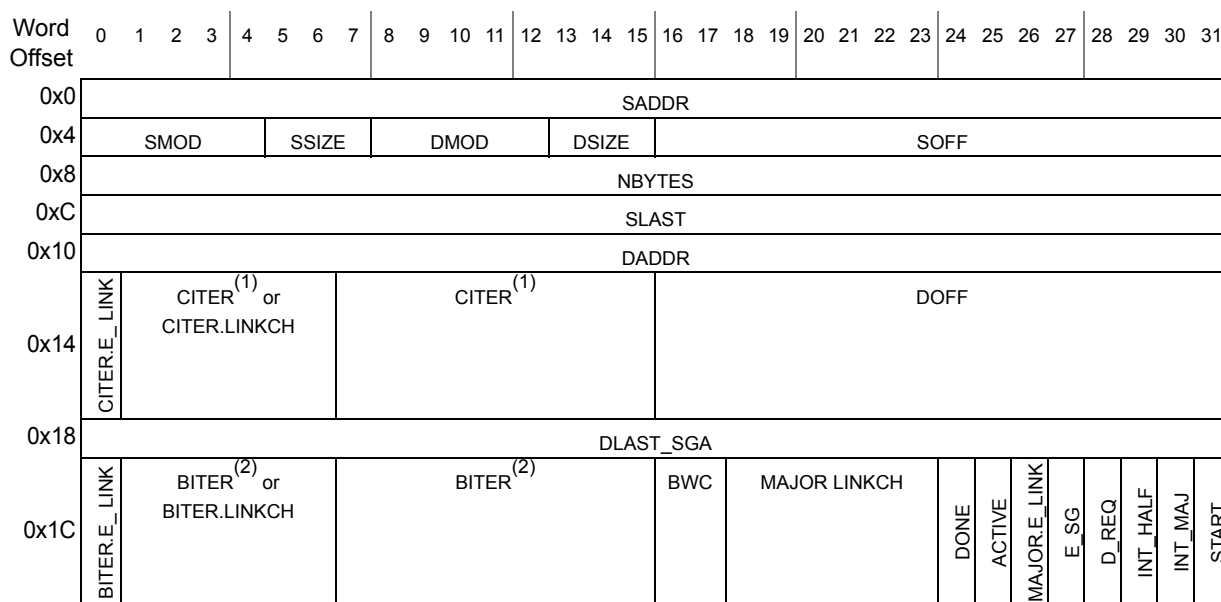 Word Offset 0 1 2 3 4 5 6 7 8 9 10 11 12 13 14 15 16 17 18 19 20 21 22 23 24 25 26 27 28 29 30 31
0x0 SADDR
0x4 SMOD SSIZE DMOD DSIZE SOFF
0x8 NBYTES
0xC SLAST
0x10 DADDR
0x14 CITER.E_ LINK CITER(1) or CITER.LINKCH CITER(1) DOFF
0x18 DLAST_SGA
0x1C BITER.E_ LINK BITER(2) or BITER.LINKCH BITER(2) BWC MAJOR LINKCH DONE ACTIVE MAJOR.E_LINK E_SG D_REQ INT_HALF INT_MAJ START